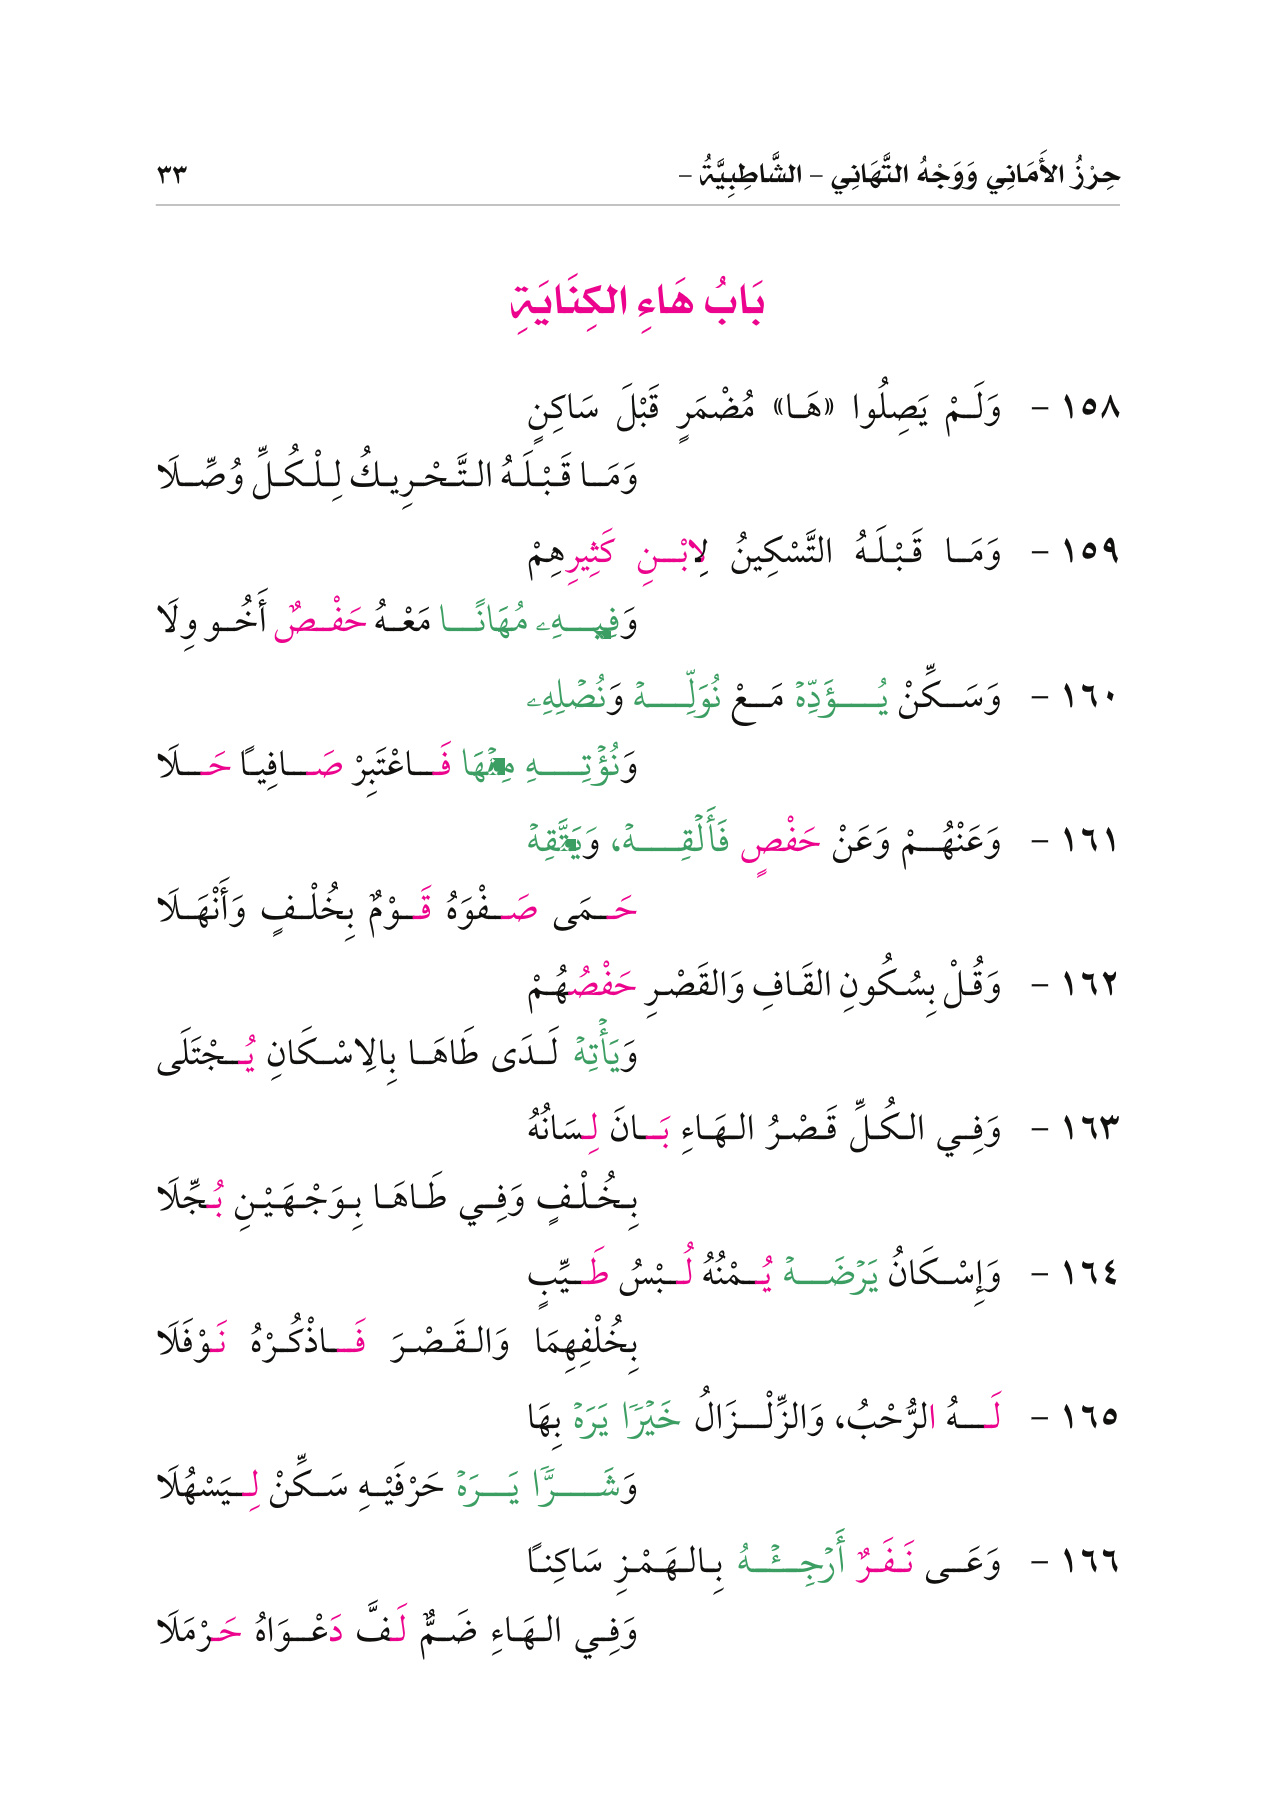 حِرْزُ الأَمَانِي وَوَجْهُ التَّهَانِي – الشَّاطِبِيَّةُ – ٣٣
بَابُ هَاءِ الكِنَايَةِ
١٥٨ – وَلَمْ يَصِلُوا «هَا» مُضْمَرٍ قَبْلَ سَاكِنٍ
وَمَا قَبْلَهُ التَّحْرِيكُ لِلْكُلِّ وُصِّلَا
١٥٩ – وَمَا قَبْلَهُ التَّسْكِينُ لِابْنِ كَثِيرِهِمْ
وَفِيهِۦ مُهَانًا مَعْهُ حَفْصٌ أَخُو وِلَا
١٦٠ – وَسَكِّنْ يُؤَدِّهْ مَعْ نُوَلِّهْ وَنُصْلِهِۦ
وَنُؤْتِهِ مِنْهَا فَاعْتَبِرْ صَافِيًا حَلَا
١٦١ – وَعَنْهُمْ وَعَنْ حَفْصٍ فَأَلْقِهْ، وَيَتَّقِهْ
حَمَى صَفْوَهُ قَوْمٌ بِخُلْفٍ وَأَنْهَلَا
١٦٢ – وَقُلْ بِسُكُونِ القَافِ وَالقَصْرِ حَفْصُهُمْ
وَيَأْتِهْ لَدَى طَاهَا بِالِاسْكَانِ يُجْتَلَى
١٦٣ – وَفِي الكُلِّ قَصْرُ الهَاءِ بَانَ لِسَانُهُ
بِخُلْفٍ وَفِي طَاهَا بِوَجْهَيْنِ بُجِّلَا
١٦٤ – وَإِسْكَانُ يَرْضَهْ يُمْنُهُ لُبْسُ طَيِّبٍ
بِخُلْفِهِمَا وَالقَصْرَ فَاذْكُرْهُ نَوْفَلَا
١٦٥ – لَهُ الرُّحْبُ، وَالزِّلْزَالُ خَيْرًا يَرَهْ بِهَا
وَشَرًّا يَرَهْ حَرْفَيْهِ سَكِّنْ لِيَسْهُلَا
١٦٦ – وَعَى نَفَرٌ أَرْجِئْهُ بِالهَمْزِ سَاكِنًا
وَفِي الهَاءِ ضَمٌّ لَفَّ دَعْوَاهُ حَرْمَلَا